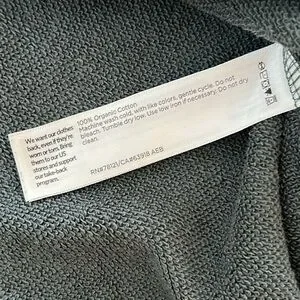 We want our clothes
back, even if they're
worn or torn. Bring
them to our US
stores and support
our take-back
program.
100% Organic Cotton
Machine wash cold, with like colors, gentle cycle. Do not
bleach. Tumble dry low. Use low iron if necessary. Do not dry
clean.
RN#78121/CA#63918 AEB